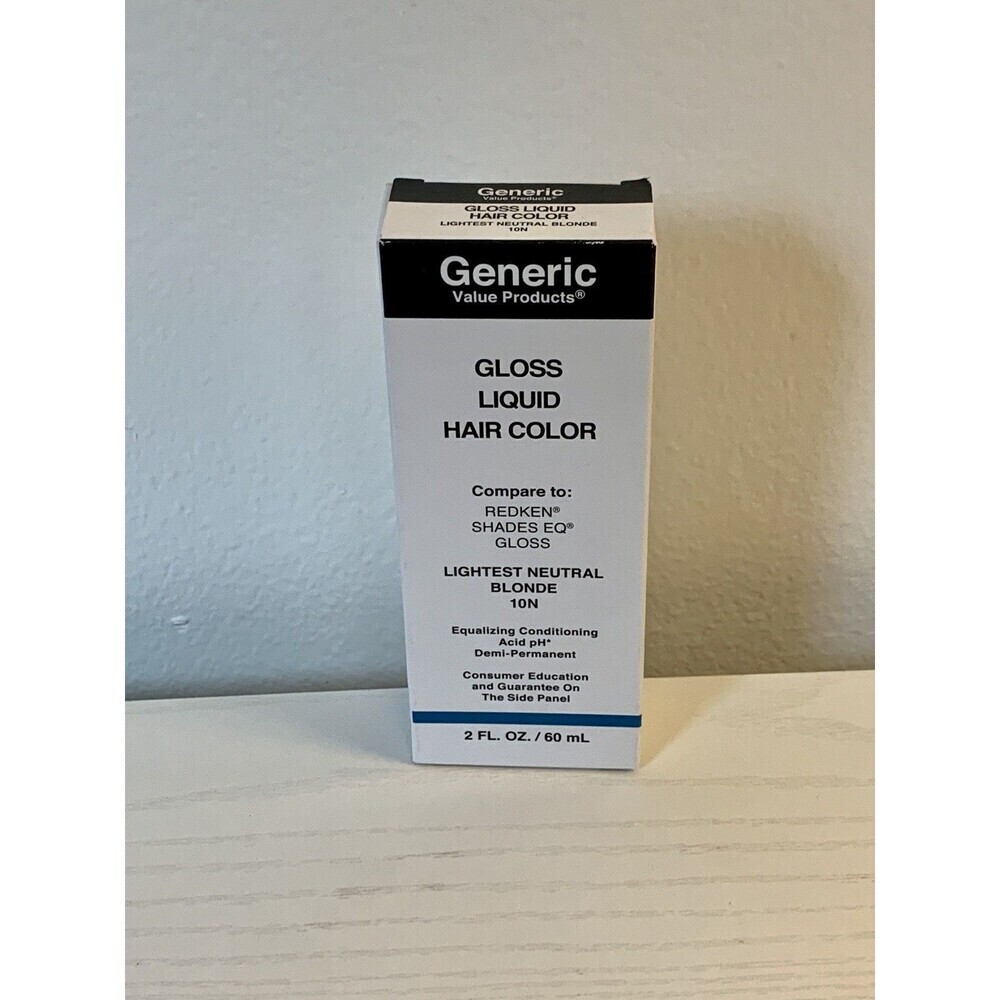 Generic
Value Products®
GLOSS LIQUID
HAIR COLOR
LIGHTEST NEUTRAL BLONDE
10N
Generic
Value Products®
GLOSS
LIQUID
HAIR COLOR
Compare to:
REDKEN®
SHADES EQ®
GLOSS
LIGHTEST NEUTRAL
BLONDE
10N
Equalizing Conditioning
Acid pH*
Demi-Permanent
Consumer Education
and Guarantee On
The Side Panel
2 FL. OZ. / 60 mL